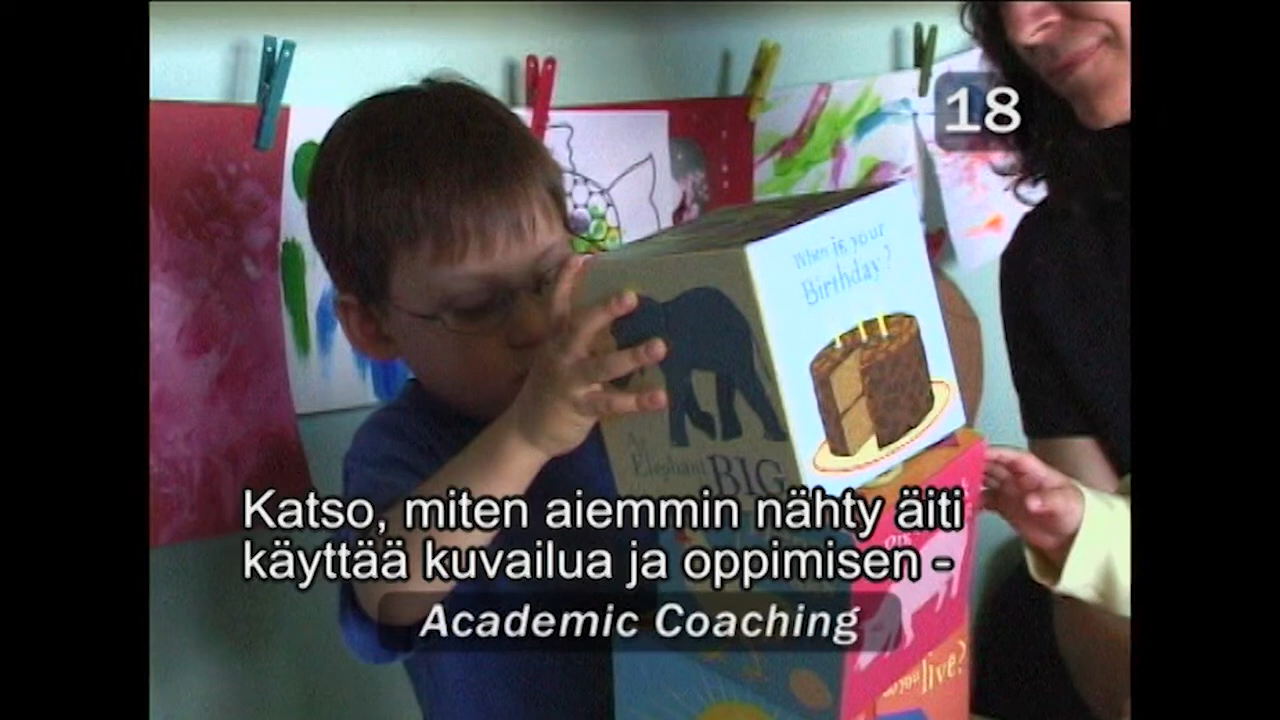 18
When is your
Birthday?
An
Elephant BIG
Katso, miten aiemmin nähty äiti
käyttää kuvailua ja oppimisen -
Academic Coaching
you live?